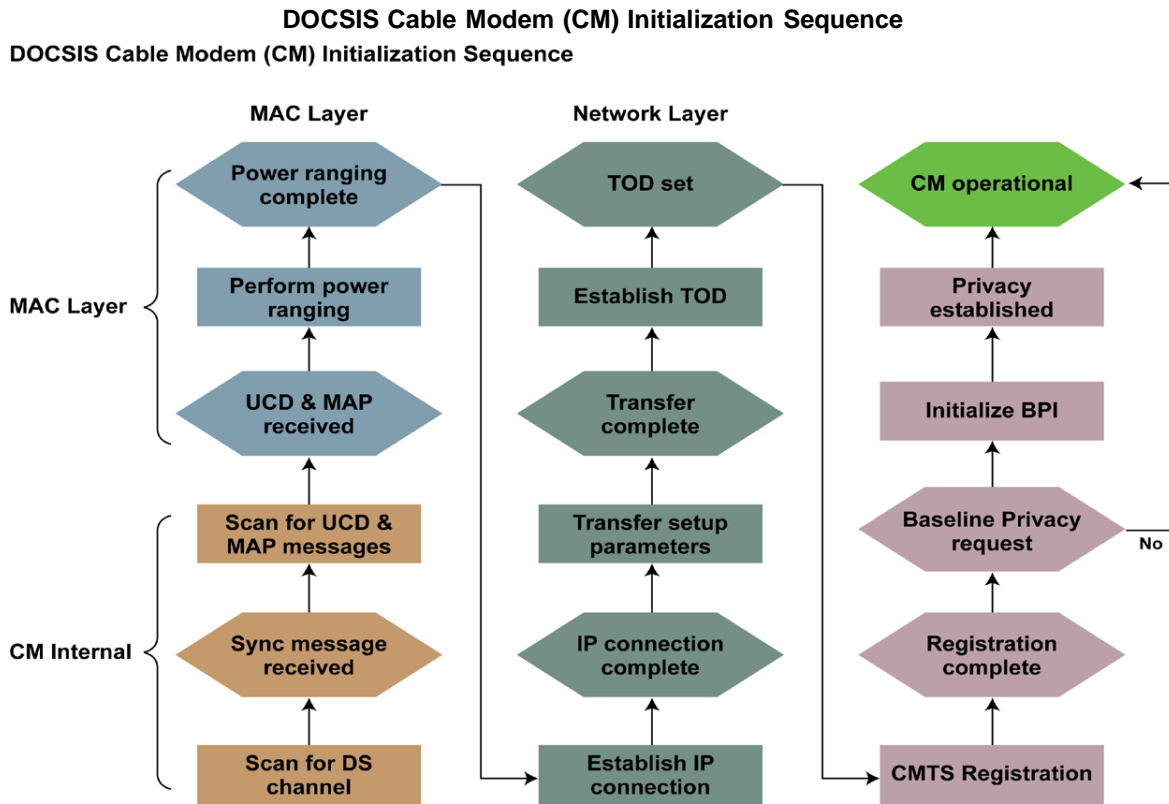 DOCSIS Cable Modem (CM) Initialization Sequence
DOCSIS Cable Modem (CM) Initialization Sequence
MAC Layer
Network Layer
Power ranging
complete
TOD set
CM operational
MAC Layer
Perform power
ranging
Establish TOD
Privacy
established
UCD & MAP
received
Transfer
complete
Initialize BPI
Scan for UCD &
MAP messages
Transfer setup
parameters
Baseline Privacy
request
No
CM Internal
Sync message
received
IP connection
complete
Registration
complete
Scan for DS
channel
Establish IP
connection
CMTS Registration